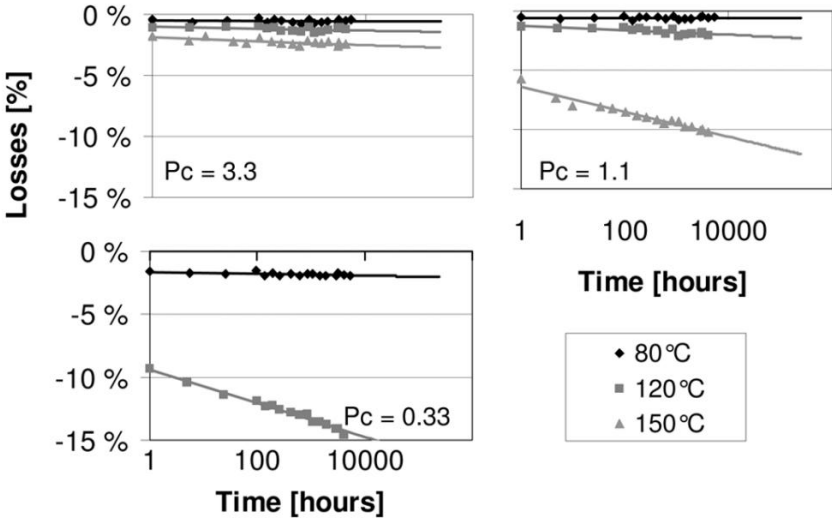 Losses [%]
0 %
-5 %
-10 %
-15 %
Pc = 3.3
Pc = 1.1
1
100
10000
Time [hours]
0 %
-5 %
-10 %
-15 %
Pc = 0.33
1
100
10000
Time [hours]
80°C
120°C
150°C